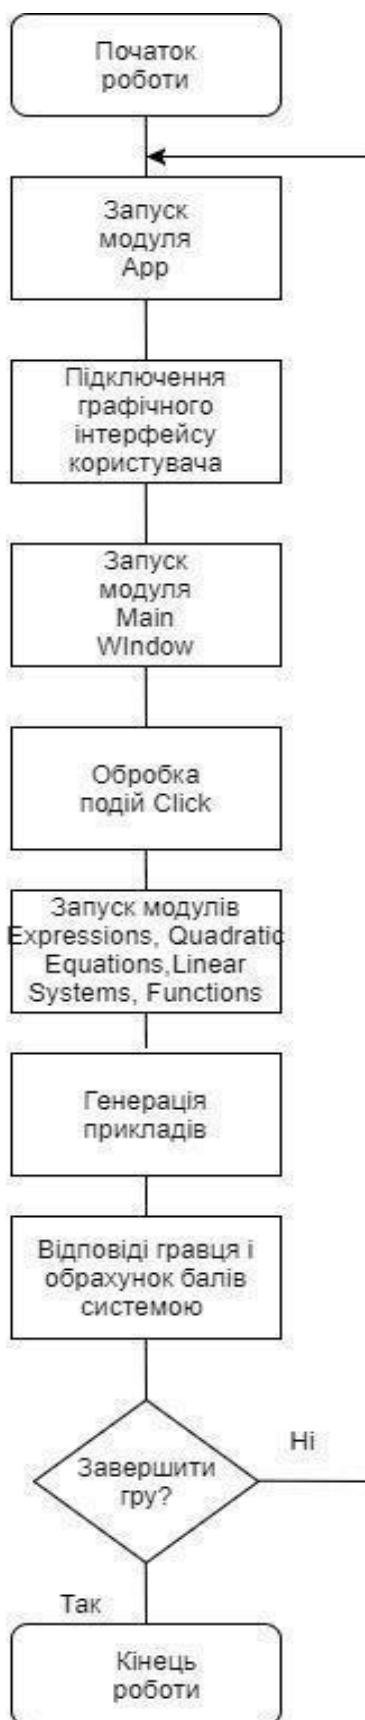 Початок
роботи
Запуск
модуля
App
Підключення
графічного
інтерфейсу
користувача
Запуск
модуля
Main
WIndow
Обробка
подій Click
Запуск модулів
Expressions, Quadratic
Equations,Linear
Systems, Functions
Генерація
прикладів
Відповіді гравця і
обрахунок балів
системою
Завершити
гру?
Ні
Так
Кінець
роботи